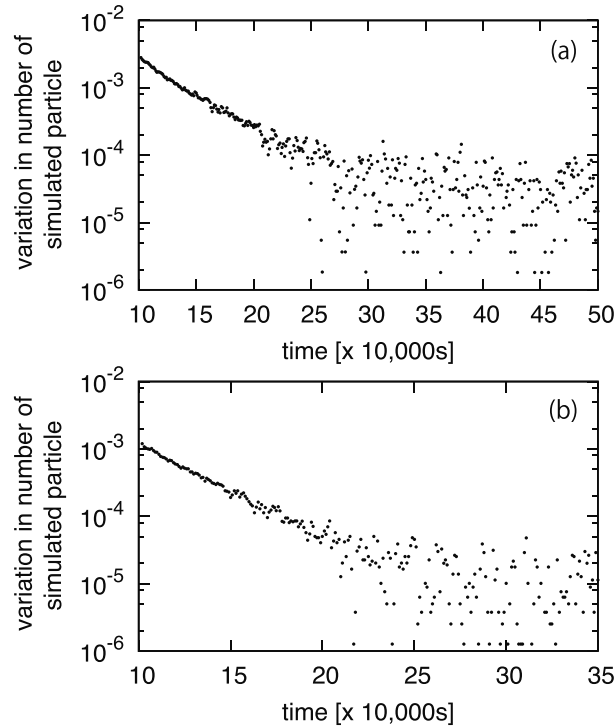 10-2
(a)
10-3
10-4
10-5
10-6
variation in number of
simulated particle
10 15 20 25 30 35 40 45 50
time [x 10,000s]
10-2
(b)
10-3
10-4
10-5
10-6
variation in number of
simulated particle
10 15 20 25 30 35
time [x 10,000s]